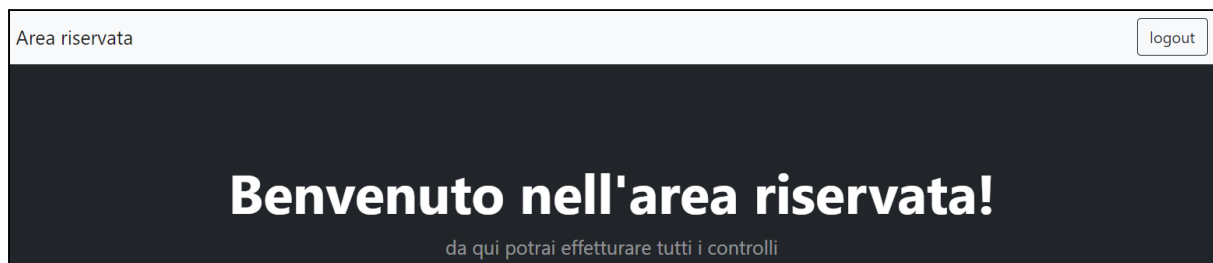 Area riservata
logout
Benvenuto nell'area riservata!
da qui potrai effetturare tutti i controlli